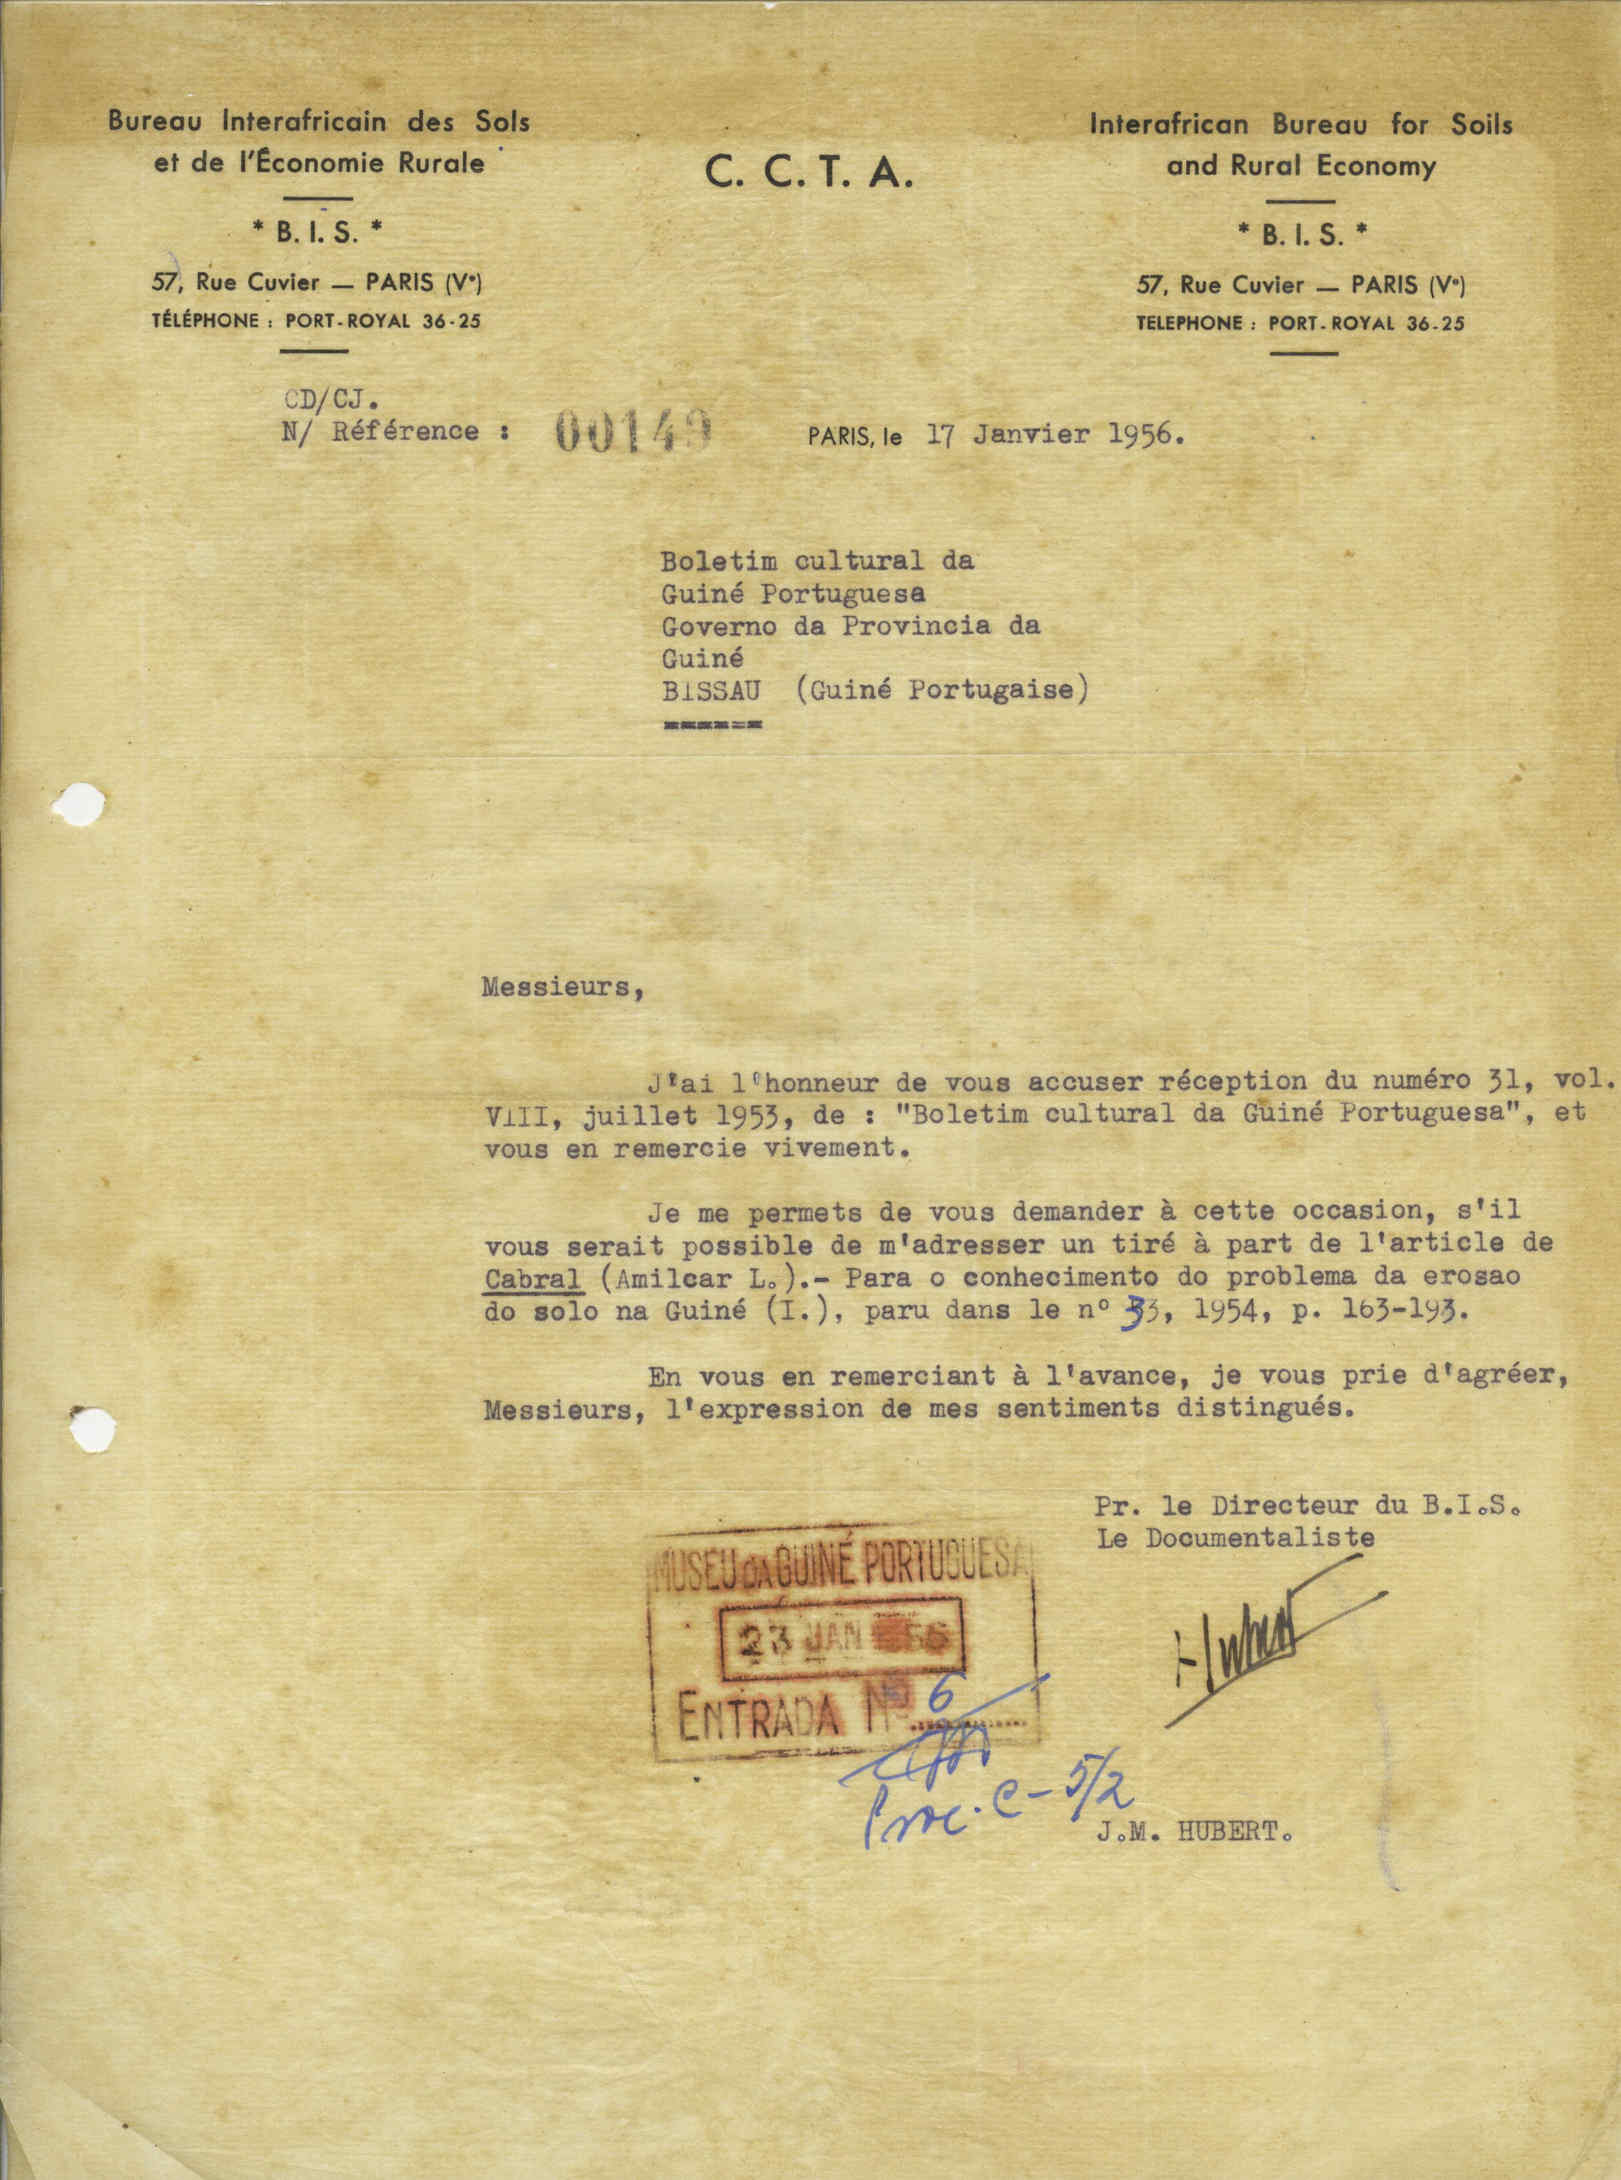 Bureau Interafricain des Sols
et de l'Économie Rurale
* B. I. S. *
57, Rue Cuvier — PARIS (Vᵉ)
TÉLÉPHONE : PORT-ROYAL 36-25
C. C. T. A.
Interafrican Bureau for Soils
and Rural Economy
* B. I. S. *
57, Rue Cuvier — PARIS (Vᵉ)
TELEPHONE : PORT-ROYAL 36-25
CD/CJ.
N/ Référence : 00149
PARIS, le 17 Janvier 1956.
Boletim cultural da
Guiné Portuguesa
Governo da Provincia da
Guiné
BISSAU (Guiné Portugaise)
======
Messieurs,
J'ai l'honneur de vous accuser réception du numéro 31, vol.
VIII, juillet 1953, de : "Boletim cultural da Guiné Portuguesa", et
vous en remercie vivement.
Je me permets de vous demander à cette occasion, s'il
vous serait possible de m'adresser un tiré à part de l'article de
Cabral (Amilcar L.).- Para o conhecimento do problema da erosao
do solo na Guiné (I.), paru dans le n° 33, 1954, p. 163-193.
En vous en remerciant à l'avance, je vous prie d'agréer,
Messieurs, l'expression de mes sentiments distingués.
Pr. le Directeur du B.I.S.
Le Documentaliste
Hubert
MUSEU DA GUINÉ PORTUGUESA
23 JAN 56
ENTRADA Nº 6
Proc. C-5/2
J.M. HUBERT.